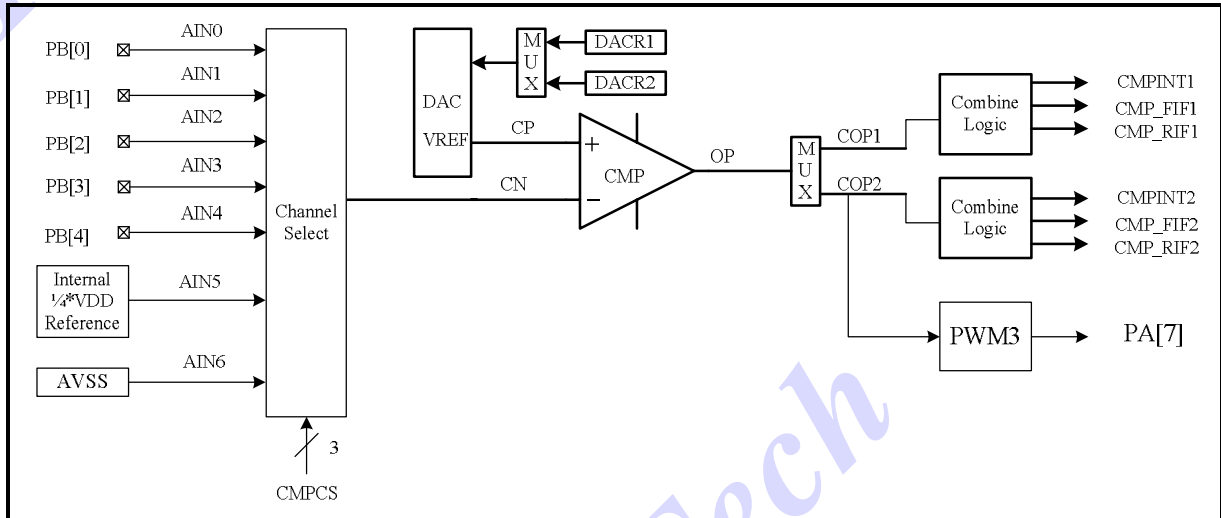 PB[0]
AIN0
PB[1]
AIN1
PB[2]
AIN2
PB[3]
AIN3
PB[4]
AIN4
Internal
¼*VDD
Reference
AIN5
AVSS
AIN6
Channel
Select
3
CMPCS
DAC
VREF
MUX
DACR1
DACR2
CP
CN
CMP
OP
MUX
COP1
COP2
Combine
Logic
CMPINT1
CMP_FIF1
CMP_RIF1
Combine
Logic
CMPINT2
CMP_FIF2
CMP_RIF2
PWM3
PA[7]